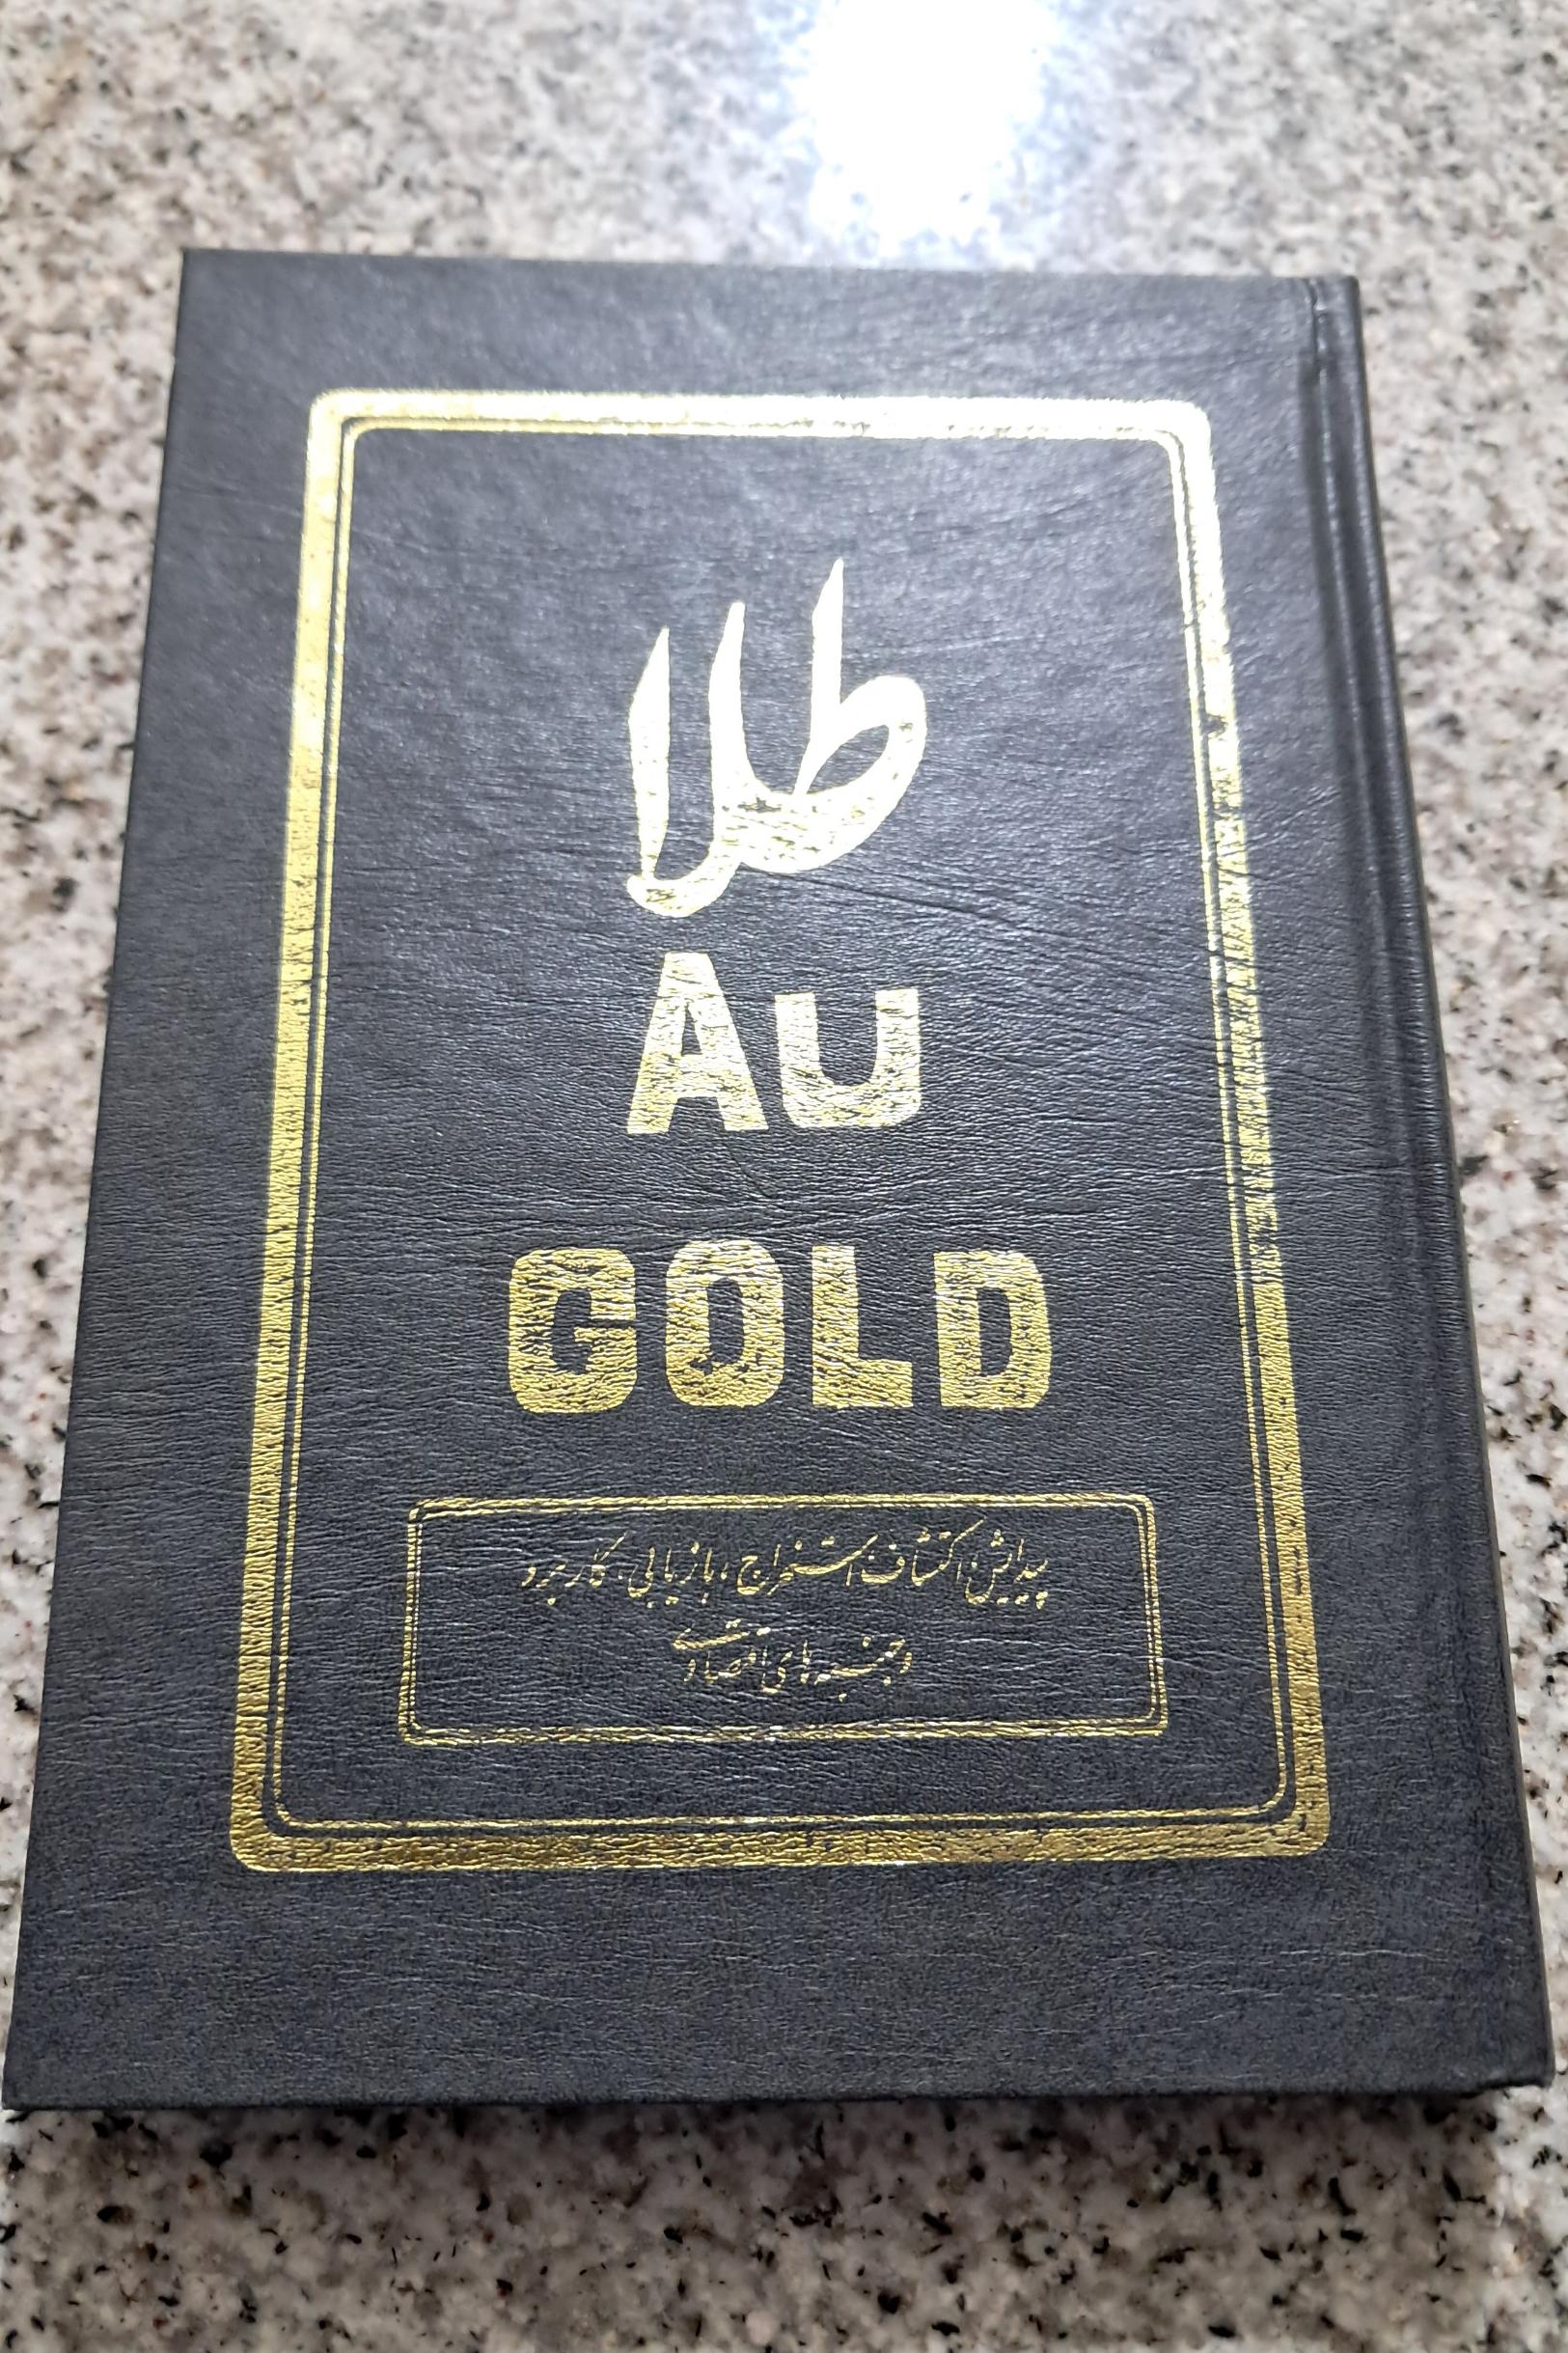 طلا
Au
GOLD
پیدایش، اکتشاف، استخراج، بازیابی، کاربرد
و جنبه‌های اقتصادی